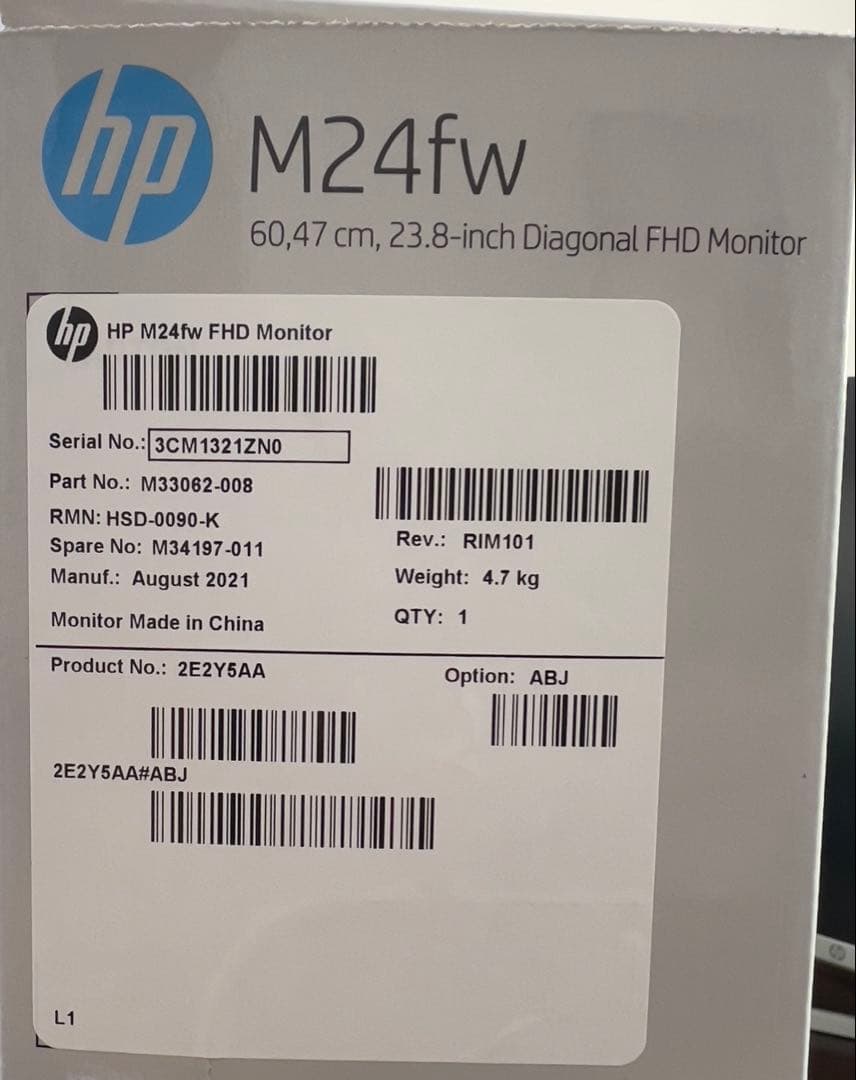 hp M24fw
60,47 cm, 23.8-inch Diagonal FHD Monitor
hp HP M24fw FHD Monitor
Serial No.: 3CM1321ZN0
Part No.: M33062-008
RMN: HSD-0090-K
Rev.: RIM101
Spare No: M34197-011
Manuf.: August 2021
Weight: 4.7 kg
Monitor Made in China
QTY: 1
Product No.: 2E2Y5AA
Option: ABJ
2E2Y5AA#ABJ
L1
hp